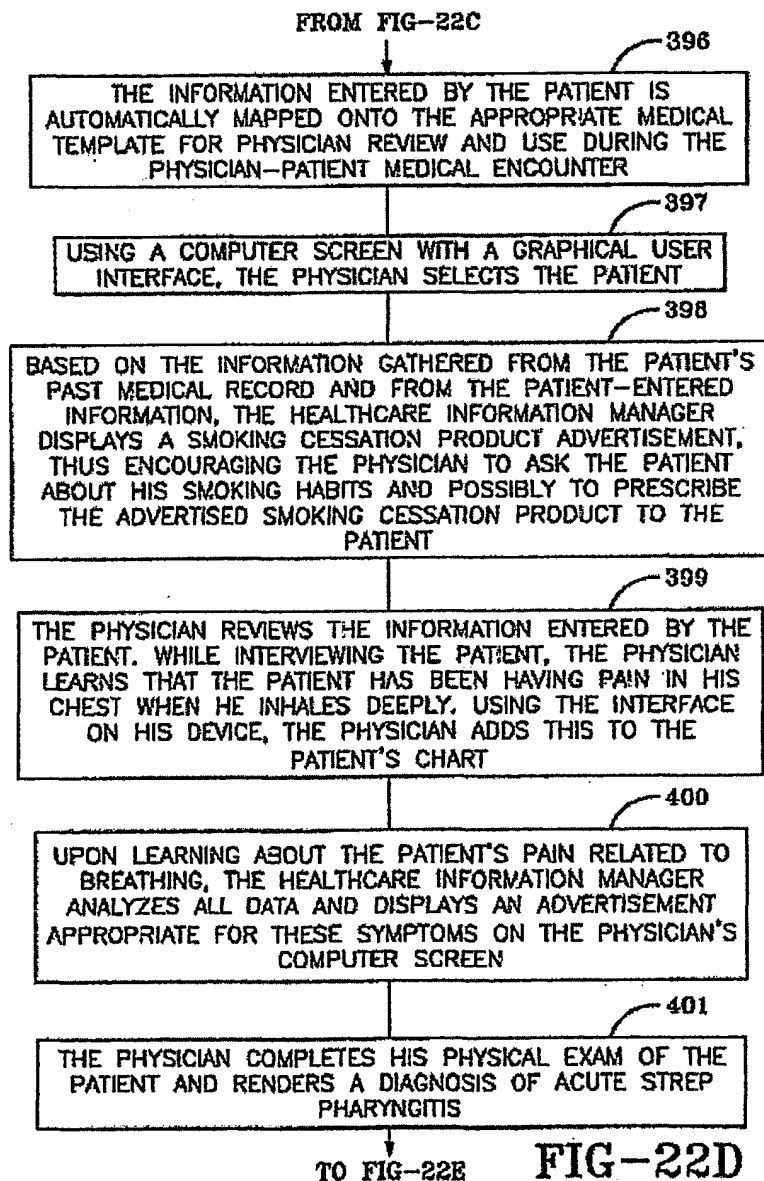 FROM FIG-22C
396
THE INFORMATION ENTERED BY THE PATIENT IS
AUTOMATICALLY MAPPED ONTO THE APPROPRIATE MEDICAL
TEMPLATE FOR PHYSICIAN REVIEW AND USE DURING THE
PHYSICIAN-PATIENT MEDICAL ENCOUNTER
397
USING A COMPUTER SCREEN WITH A GRAPHICAL USER
INTERFACE, THE PHYSICIAN SELECTS THE PATIENT
398
BASED ON THE INFORMATION GATHERED FROM THE PATIENT'S
PAST MEDICAL RECORD AND FROM THE PATIENT-ENTERED
INFORMATION, THE HEALTHCARE INFORMATION MANAGER
DISPLAYS A SMOKING CESSATION PRODUCT ADVERTISEMENT,
THUS ENCOURAGING THE PHYSICIAN TO ASK THE PATIENT
ABOUT HIS SMOKING HABITS AND POSSIBLY TO PRESCRIBE
THE ADVERTISED SMOKING CESSATION PRODUCT TO THE
PATIENT
399
THE PHYSICIAN REVIEWS THE INFORMATION ENTERED BY THE
PATIENT. WHILE INTERVIEWING THE PATIENT, THE PHYSICIAN
LEARNS THAT THE PATIENT HAS BEEN HAVING PAIN IN HIS
CHEST WHEN HE INHALES DEEPLY. USING THE INTERFACE
ON HIS DEVICE, THE PHYSICIAN ADDS THIS TO THE
PATIENT'S CHART
400
UPON LEARNING ABOUT THE PATIENT'S PAIN RELATED TO
BREATHING, THE HEALTHCARE INFORMATION MANAGER
ANALYZES ALL DATA AND DISPLAYS AN ADVERTISEMENT
APPROPRIATE FOR THESE SYMPTOMS ON THE PHYSICIAN'S
COMPUTER SCREEN
401
THE PHYSICIAN COMPLETES HIS PHYSICAL EXAM OF THE
PATIENT AND RENDERS A DIAGNOSIS OF ACUTE STREP
PHARYNGITIS
TO FIG-22E
FIG-22D